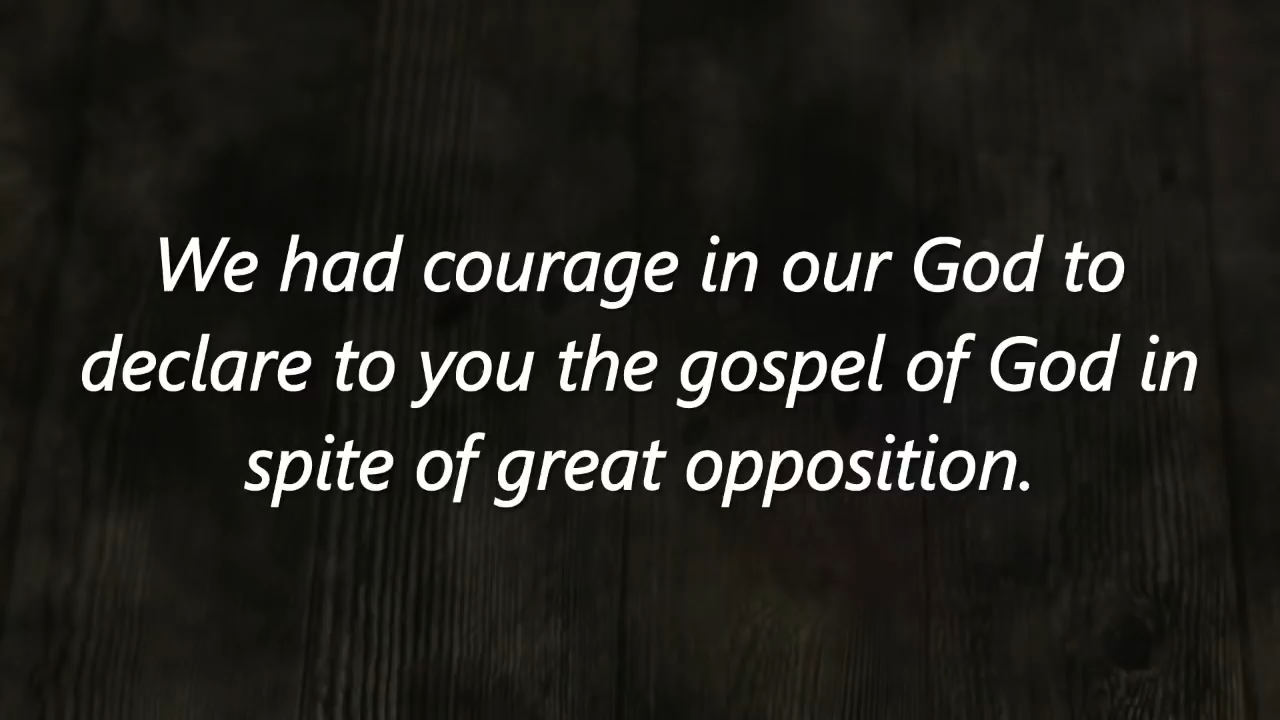 We had courage in our God to
declare to you the gospel of God in
spite of great opposition.